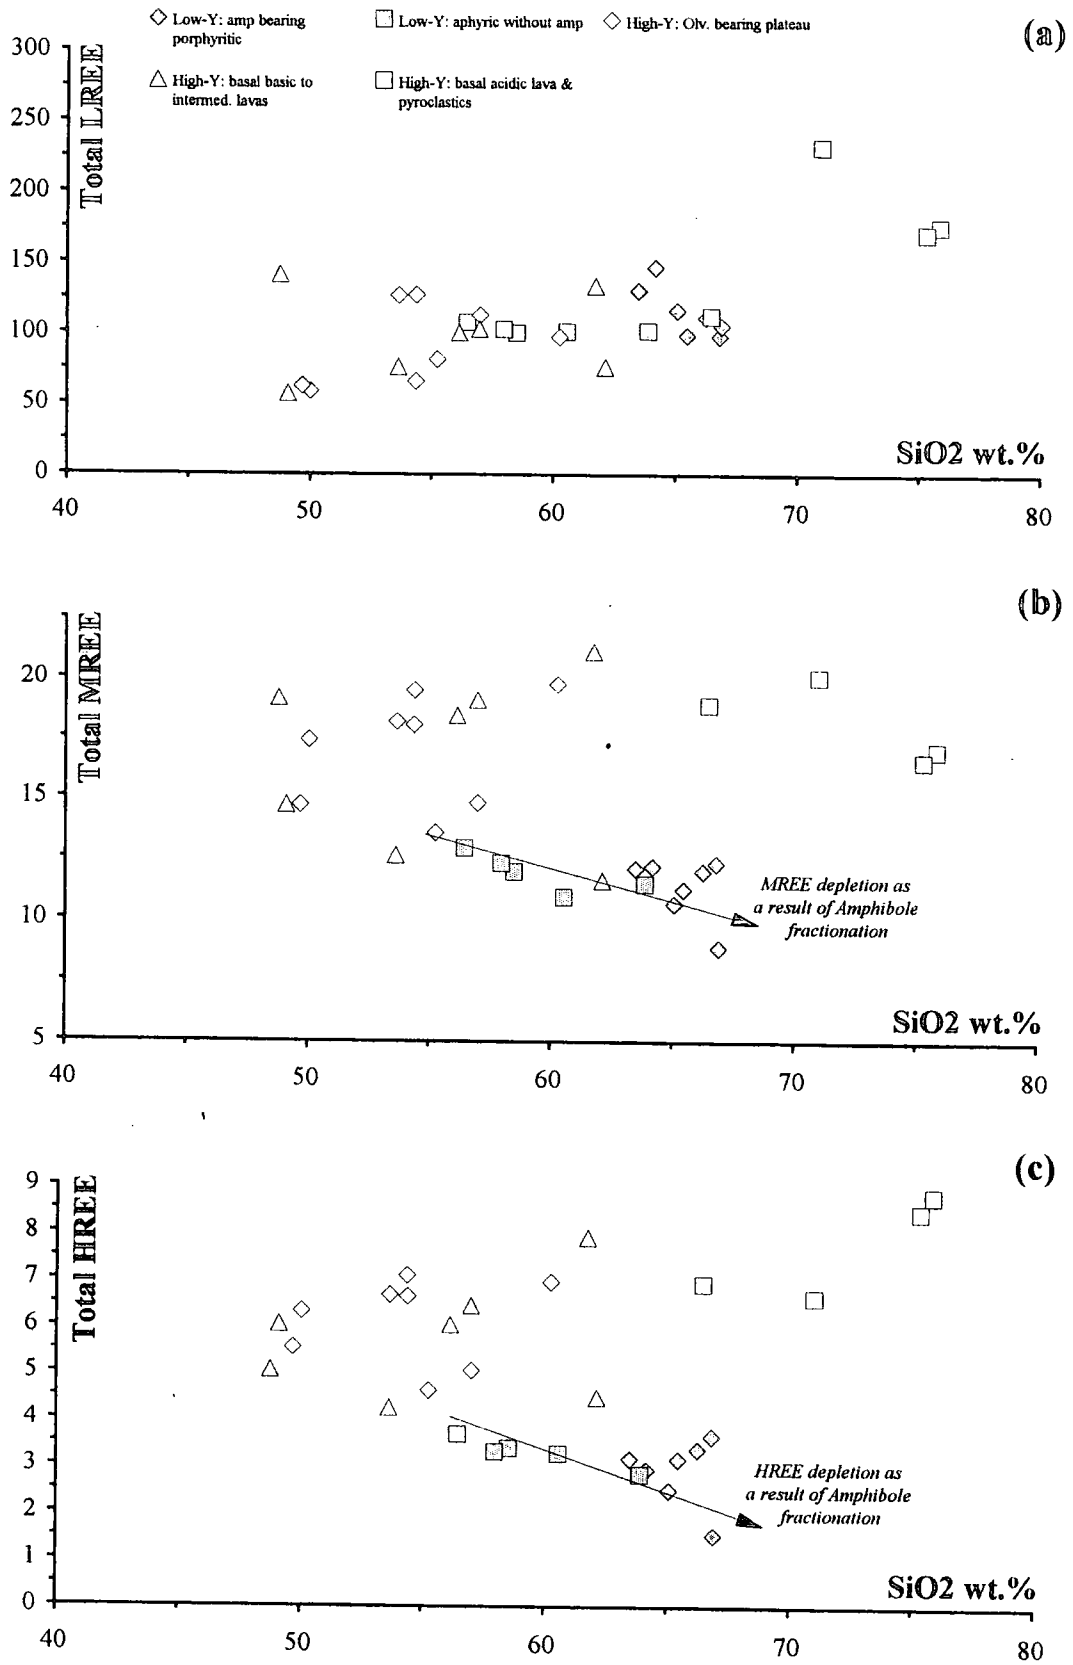 Low-Y: amp bearing porphyritic
Low-Y: aphyric without amp
High-Y: Olv. bearing plateau
High-Y: basal basic to intermed. lavas
High-Y: basal acidic lava & pyroclastics
(a)
Total LREE
300
250
200
150
100
50
0
SiO2 wt.%
40 50 60 70 80
(b)
Total MREE
20
15
10
5
MREE depletion as
a result of Amphibole
fractionation
SiO2 wt.%
40 50 60 70 80
(c)
Total HREE
9
8
7
6
5
4
3
2
1
0
HREE depletion as
a result of Amphibole
fractionation
SiO2 wt.%
40 50 60 70 80